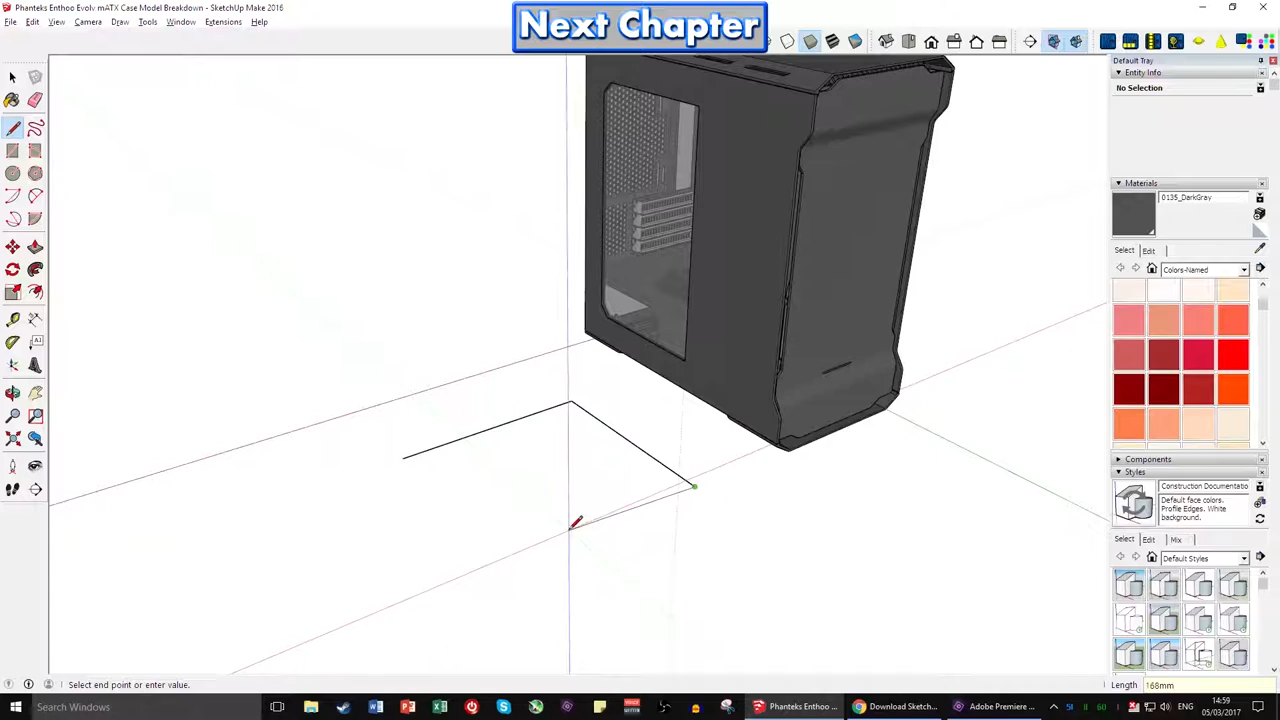 Phanteks Enthoo Evolv mATX Case Model Breakdown - SketchUp Make 2016
Next Chapter
File Edit View Camera Draw Tools Window Extensions Help
Default Tray
Entity Info
No Selection
Materials
0135_DarkGray
Select Edit
Colors-Named
Components
Styles
Construction Documentatio
Default face colors.
Profile Edges. White
background.
Select Edit Mix
Default Styles
Select end point or enter value.
Length 168mm
Search Windows
Phanteks Enthoo ...
Download Sketch...
Adobe Premiere ...
14:59
05/03/2017